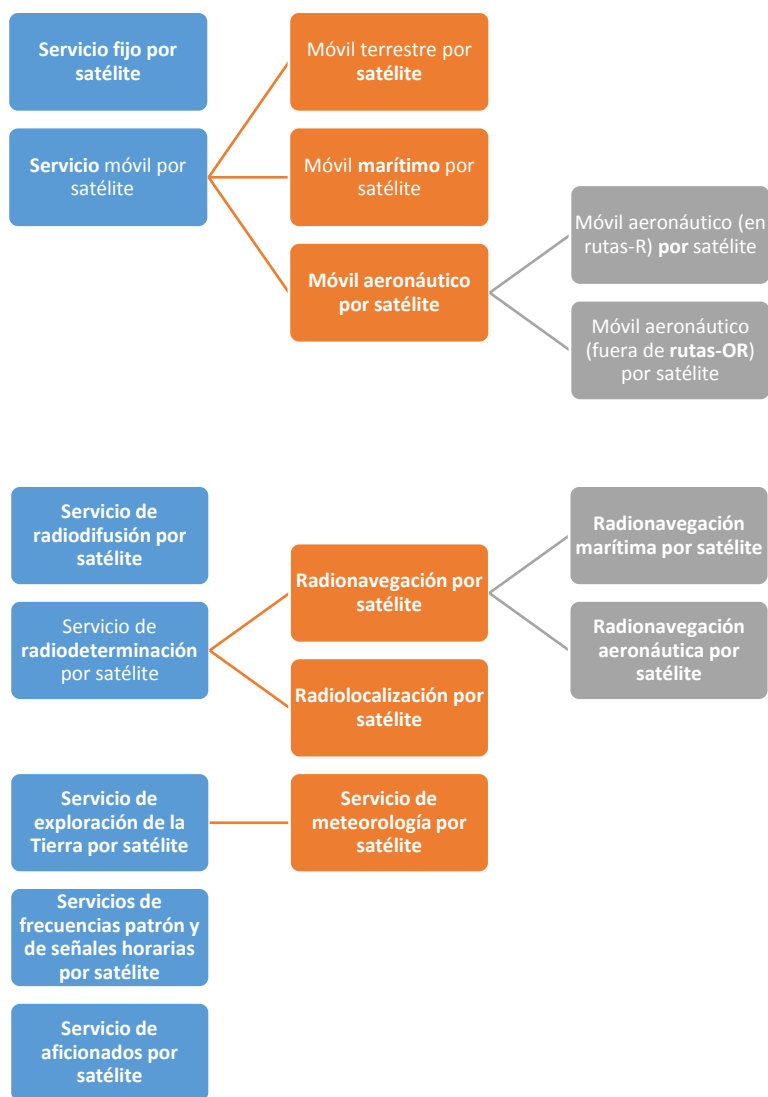 Servicio fijo por
satélite
Móvil terrestre por
satélite
Servicio móvil por
satélite
Móvil marítimo por
satélite
Móvil aeronáutico
por satélite
Móvil aeronáutico (en
rutas-R) por satélite
Móvil aeronáutico
(fuera de rutas-OR)
por satélite
Servicio de
radiodifusión por
satélite
Servicio de
radiodeterminación
por satélite
Radionavegación por
satélite
Radionavegación
marítima por satélite
Radionavegación
aeronáutica por
satélite
Radiolocalización por
satélite
Servicio de
exploración de la
Tierra por satélite
Servicio de
meteorología por
satélite
Servicios de
frecuencias patrón y
de señales horarias
por satélite
Servicio de
aficionados por
satélite